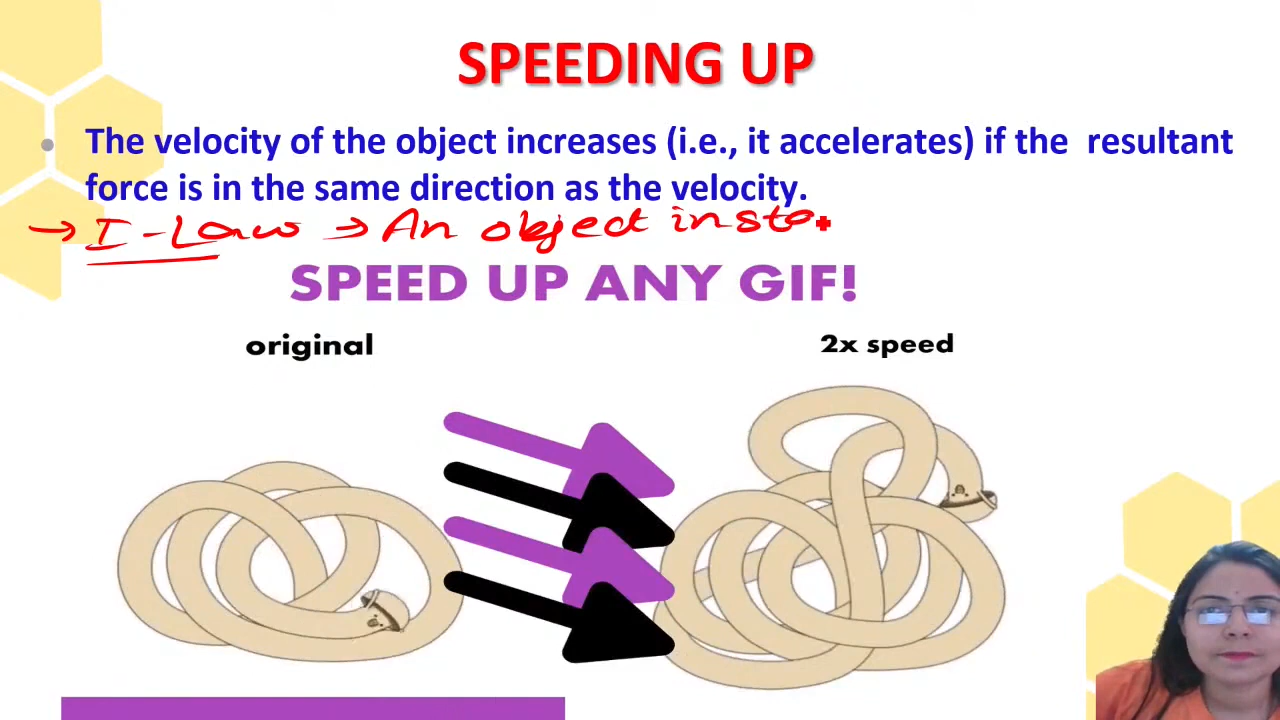 SPEEDING UP
• The velocity of the object increases (i.e., it accelerates) if the resultant
force is in the same direction as the velocity.
→ I - Law → An object in
SPEED UP ANY GIF!
original
2x speed